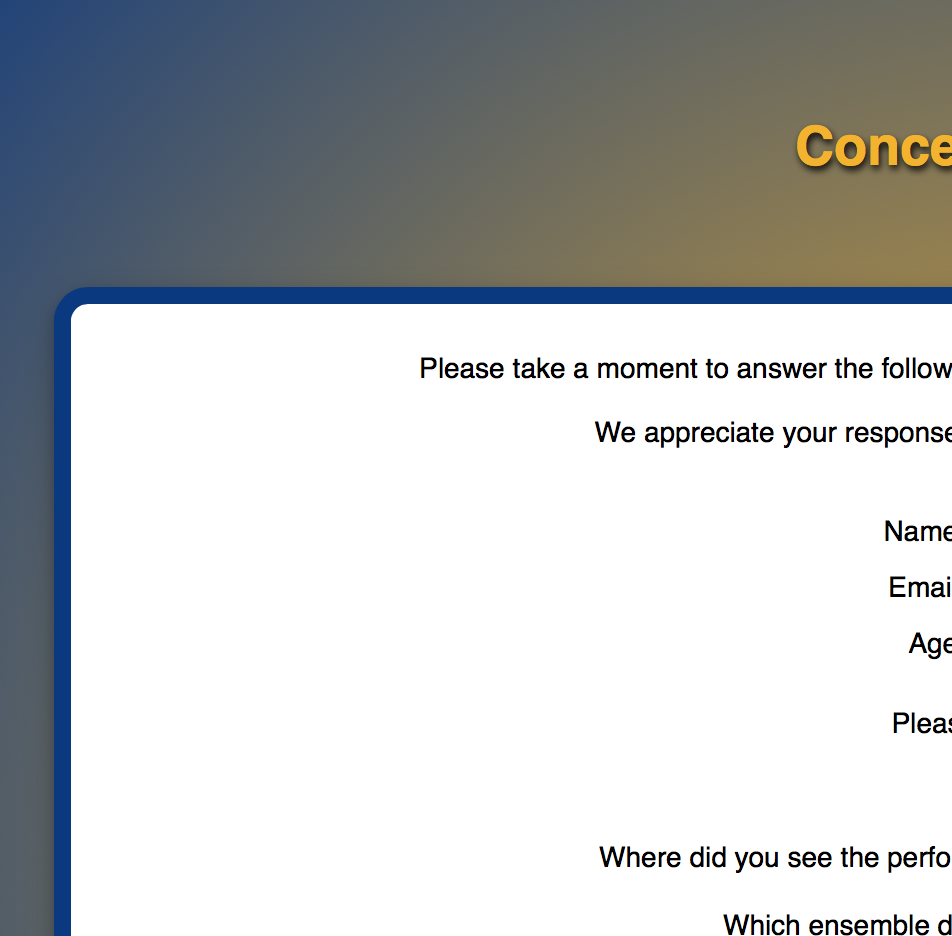 Conce
Please take a moment to answer the follow
We appreciate your response
Name
Emai
Age
Pleas
Where did you see the perfo
Which ensemble d